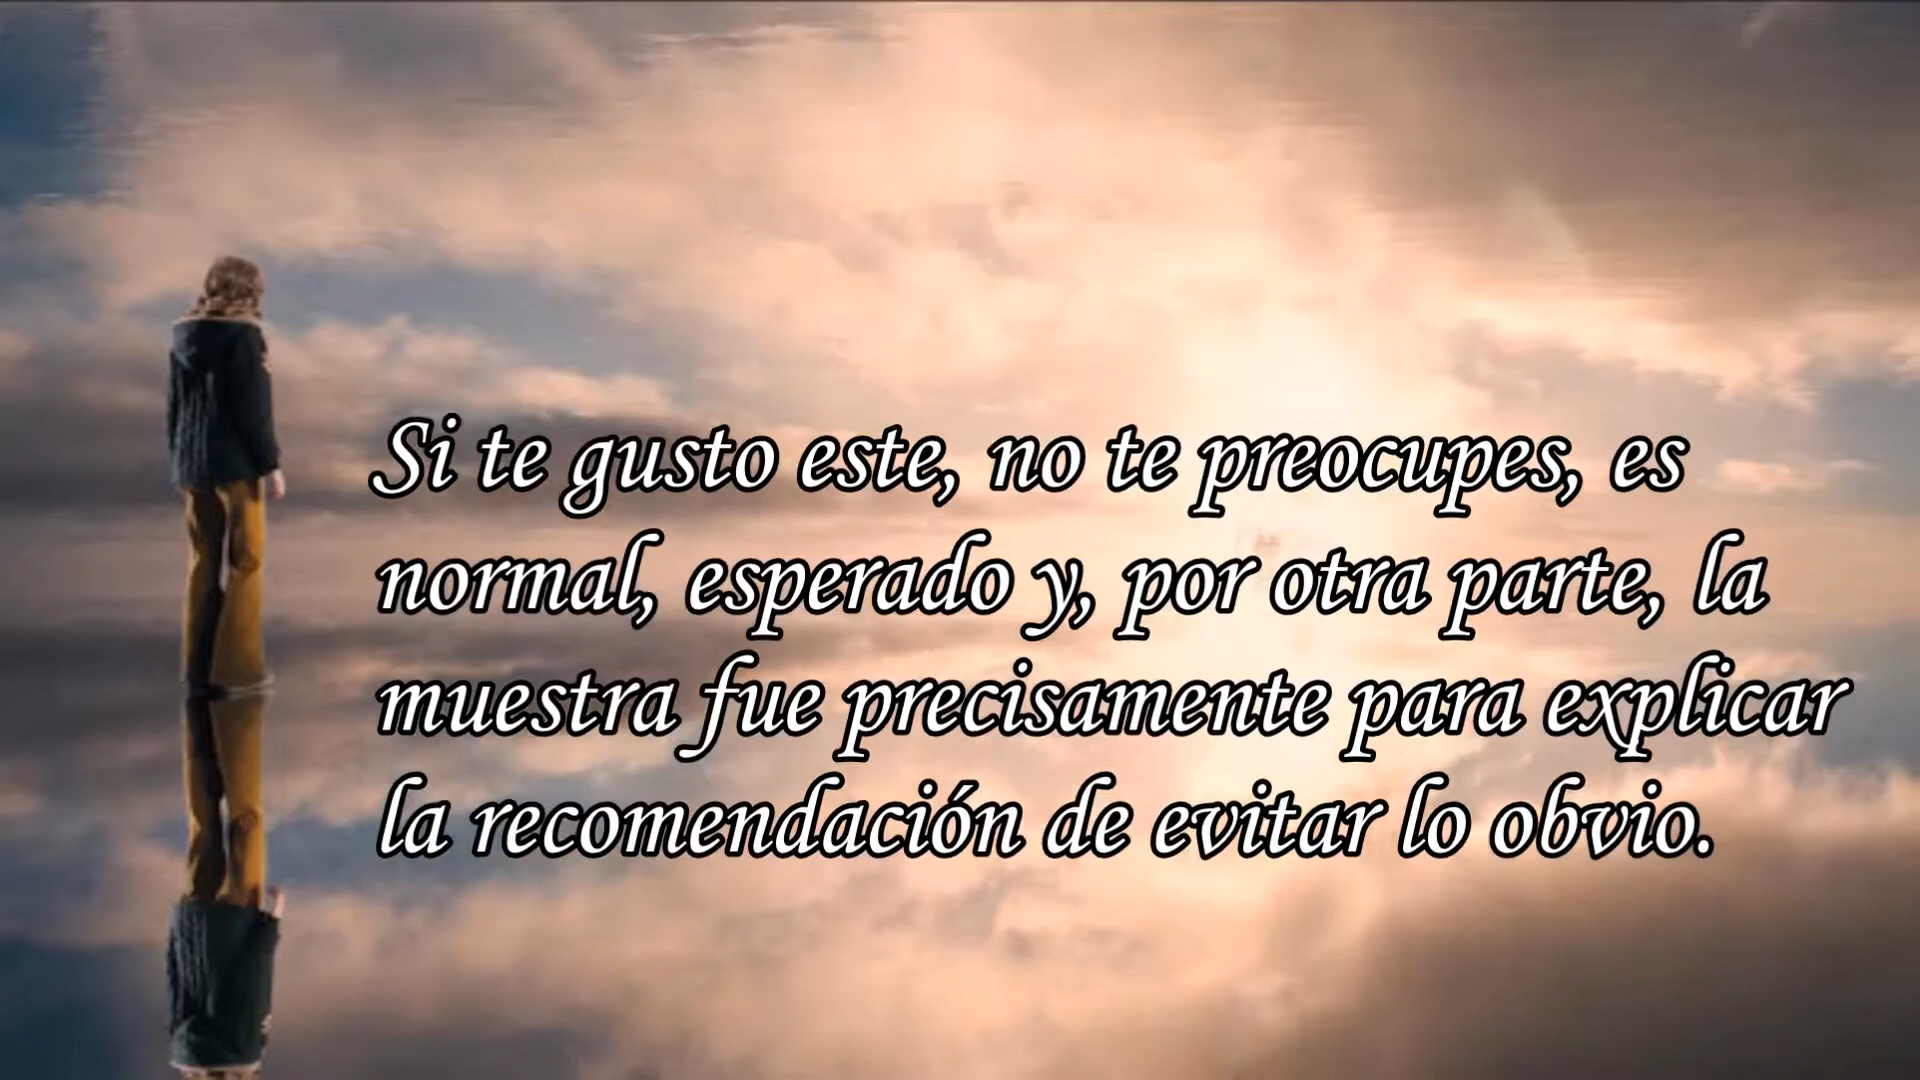 Si te gusto este, no te preocupes, es
normal, esperado y, por otra parte, la
muestra fue precisamente para explicar
la recomendación de evitar lo obvio.